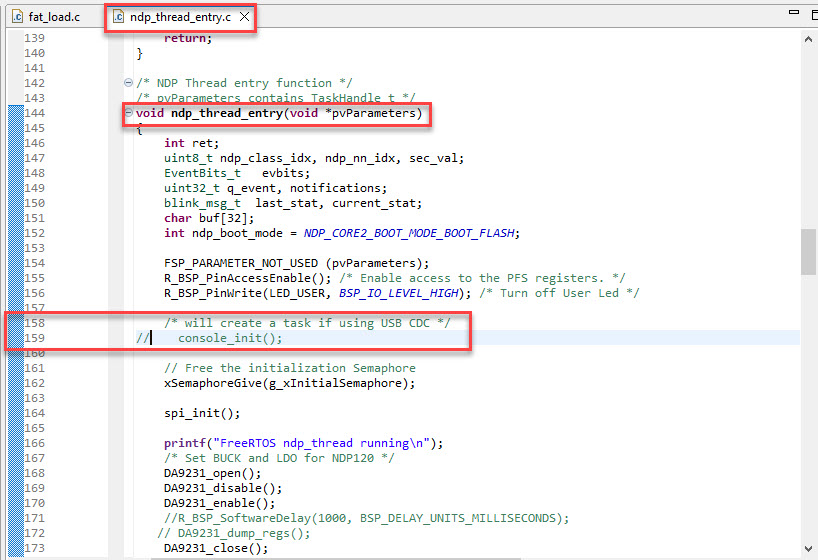 fat_load.c
ndp_thread_entry.c
139 return;
140 }
141
142 /* NDP Thread entry function */
143 /* pvParameters contains TaskHandle_t */
144 void ndp_thread_entry(void *pvParameters)
145 {
146 int ret;
147 uint8_t ndp_class_idx, ndp_nn_idx, sec_val;
148 EventBits_t   evbits;
149 uint32_t q_event, notifications;
150 blink_msg_t  last_stat, current_stat;
151 char buf[32];
152 int ndp_boot_mode = NDP_CORE2_BOOT_MODE_BOOT_FLASH;
153
154 FSP_PARAMETER_NOT_USED (pvParameters);
155 R_BSP_PinAccessEnable(); /* Enable access to the PFS registers. */
156 R_BSP_PinWrite(LED_USER, BSP_IO_LEVEL_HIGH); /* Turn off User Led */
157
158 /* will create a task if using USB CDC */
159 //    console_init();
160
161 // Free the initialization Semaphore
162 xSemaphoreGive(g_xInitialSemaphore);
163
164 spi_init();
165
166 printf("FreeRTOS ndp_thread running\n");
167 /* Set BUCK and LDO for NDP120 */
168 DA9231_open();
169 DA9231_disable();
170 DA9231_enable();
171 //R_BSP_SoftwareDelay(1000, BSP_DELAY_UNITS_MILLISECONDS);
172 // DA9231_dump_regs();
173 DA9231_close();